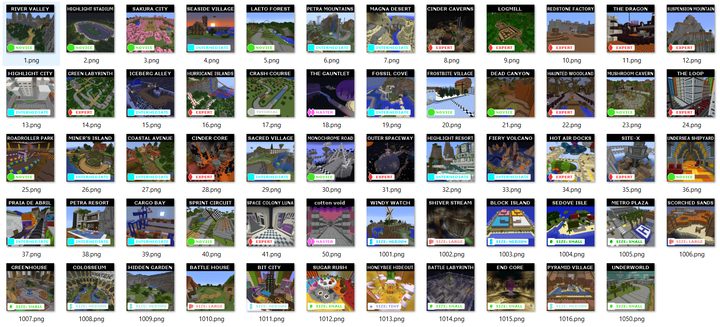 RIVER VALLEY
NOVICE
1.png
HIGHLIGHT STADIUM
NOVICE
2.png
SAKURA CITY
NOVICE
3.png
SEASIDE VILLAGE
INTERMEDIATE
4.png
LAETO FOREST
NOVICE
5.png
PETRA MOUNTAINS
INTERMEDIATE
6.png
MAGNA DESERT
INTERMEDIATE
7.png
CINDER CAVERNS
EXPERT
8.png
LOGMILL
EXPERT
9.png
REDSTONE FACTORY
EXPERT
10.png
THE DRAGON
EXPERT
11.png
SUSPENSION MOUNTAIN
EXPERT
12.png
HIGHLIGHT CITY
INTERMEDIATE
13.png
GREEN LABYRINTH
EXPERT
14.png
ICEBERG ALLEY
INTERMEDIATE
15.png
HURRICANE ISLANDS
EXPERT
16.png
CRASH COURSE
17.png
THE GAUNTLET
MASTER
18.png
FOSSIL COVE
INTERMEDIATE
19.png
FROSTBITE VILLAGE
NOVICE
20.png
DEAD CANYON
NOVICE
21.png
HAUNTED WOODLAND
EXPERT
22.png
MUSHROOM CAVERN
NOVICE
23.png
THE LOOP
EXPERT
24.png
ROADROLLER PARK
NOVICE
25.png
MINER'S ISLAND
NOVICE
26.png
COASTAL AVENUE
INTERMEDIATE
27.png
CINDER CORE
EXPERT
28.png
SACRED VILLAGE
INTERMEDIATE
29.png
MONOCHROME ROAD
NOVICE
30.png
OUTER SPACEWAY
EXPERT
31.png
HIGHLIGHT RESORT
INTERMEDIATE
32.png
FIERY VOLCANO
INTERMEDIATE
33.png
HOT AIR DOCKS
EXPERT
34.png
SITE-X
EXPERT
35.png
UNDERSEA SHIPYARD
NOVICE
36.png
PRAIA DE ABRIL
INTERMEDIATE
37.png
PETRA RESORT
INTERMEDIATE
38.png
CARGO BAY
INTERMEDIATE
39.png
SPRINT CIRCUIT
NOVICE
40.png
SPACE COLONY LUNA
EXPERT
41.png
cotton void
MASTER
50.png
WINDY WATCH
SIZE: MEDIUM
1001.png
SHIVER STREAM
SIZE: LARGE
1002.png
BLOCK ISLAND
SIZE: MEDIUM
1003.png
SEDOVE ISLE
SIZE: SMALL
1004.png
METRO PLAZA
SIZE: SMALL
1005.png
SCORCHED SANDS
SIZE: LARGE
1006.png
GREENHOUSE
SIZE: SMALL
1007.png
COLOSSEUM
SIZE: MEDIUM
1008.png
HIDDEN GARDEN
SIZE: MEDIUM
1009.png
BATTLE HOUSE
SIZE: LARGE
1010.png
BIT CITY
SIZE: MEDIUM
1011.png
SUGAR RUSH
SIZE: SMALL
1012.png
HONEYBEE HIDEOUT
1013.png
BATTLE LABYRINTH
SIZE: SMALL
1014.png
END CORE
SIZE: SMALL
1015.png
PYRAMID VILLAGE
SIZE: MEDIUM
1016.png
UNDERWORLD
SIZE: SMALL
1050.png